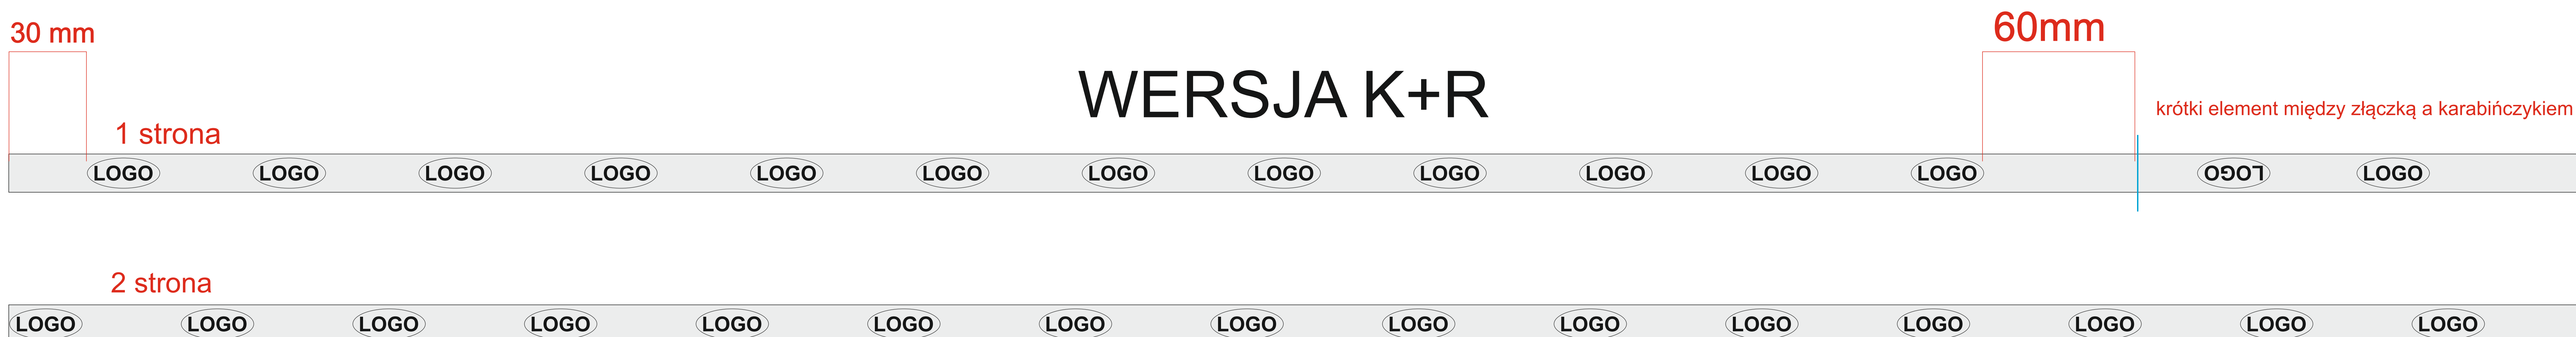 30 mm
60mm
WERSJA K+R
krótki element między złączką a karabińczykiem
1 strona
LOGO LOGO LOGO LOGO LOGO LOGO LOGO LOGO LOGO LOGO LOGO LOGO LOGO LOGO
2 strona
LOGO LOGO LOGO LOGO LOGO LOGO LOGO LOGO LOGO LOGO LOGO LOGO LOGO LOGO LOGO